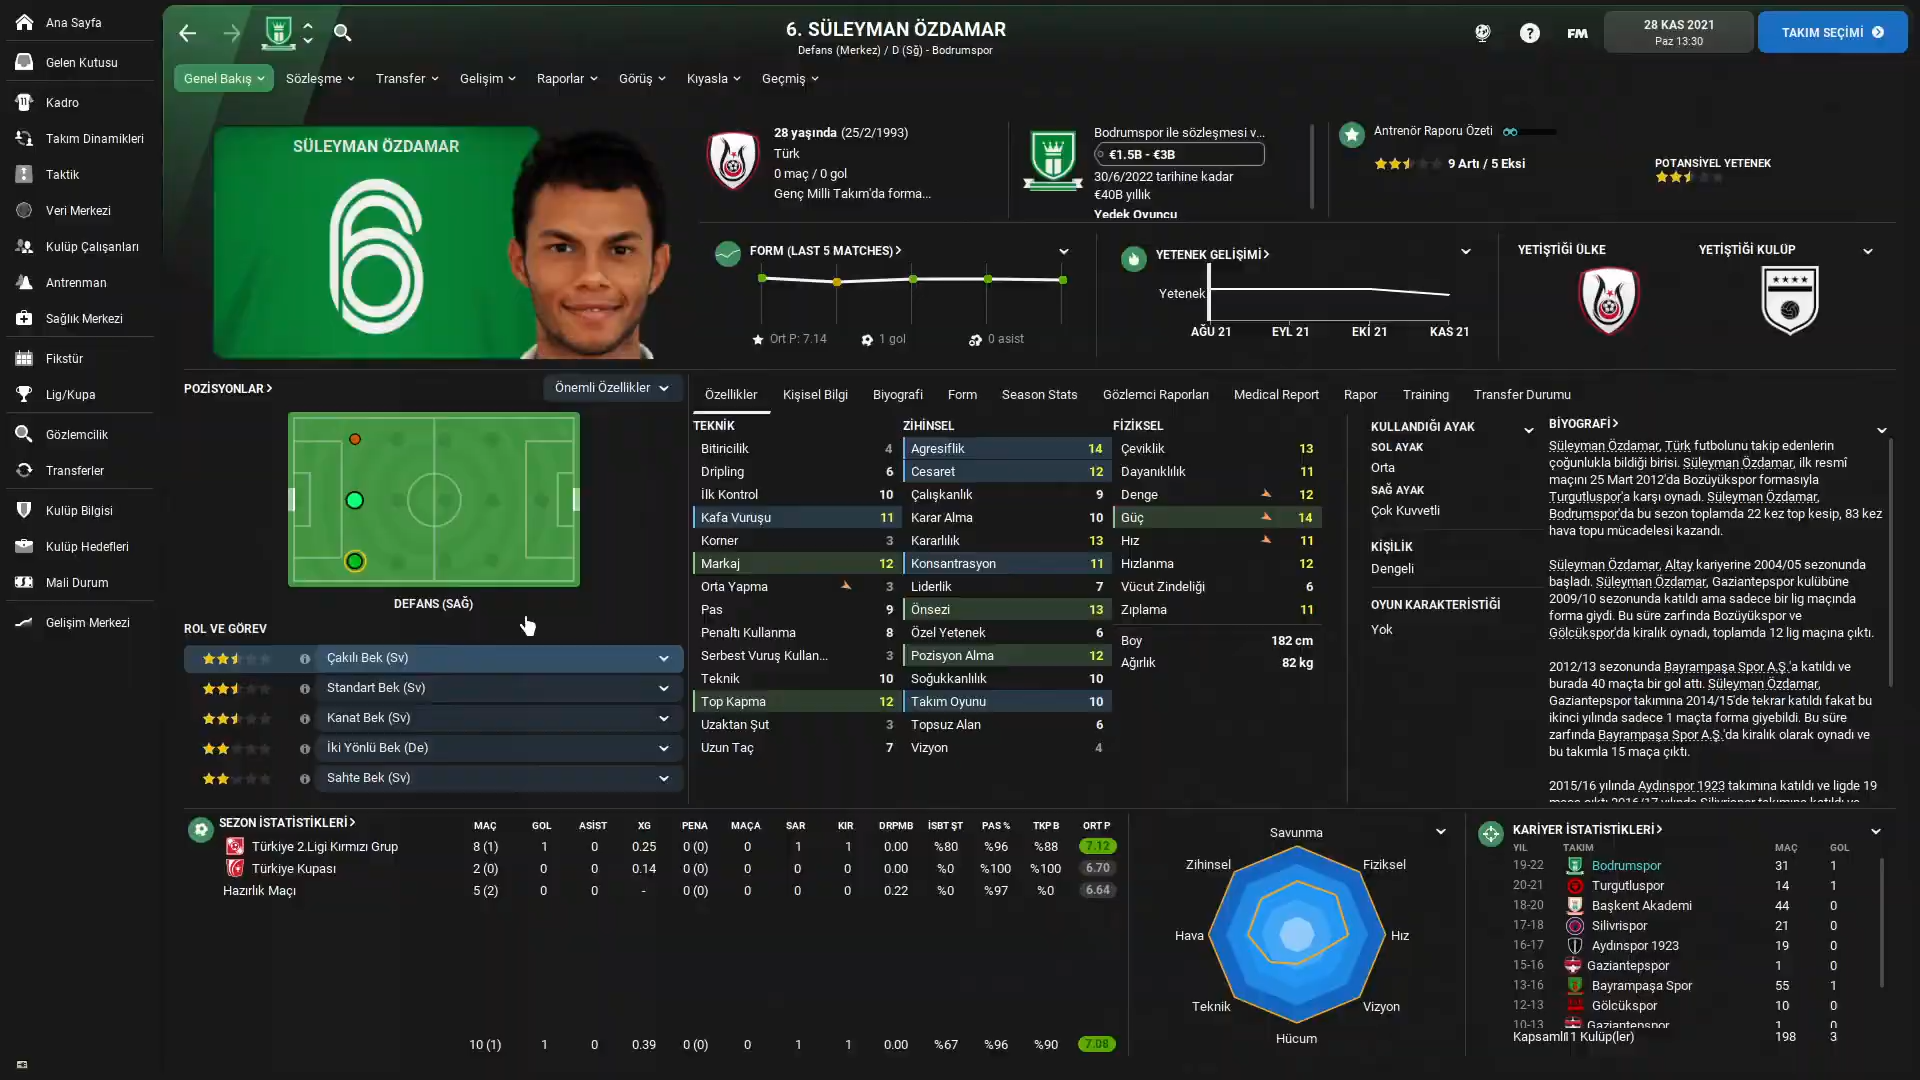 Ana Sayfa
Gelen Kutusu
Kadro
Takım Dinamikleri
Taktik
Veri Merkezi
Kulüp Çalışanları
Antrenman
Sağlık Merkezi
Fikstür
Lig/Kupa
Gözlemcilik
Transferler
Kulüp Bilgisi
Kulüp Hedefleri
Mali Durum
Gelişim Merkezi
6. SÜLEYMAN ÖZDAMAR
Defans (Merkez) / D (Sğ) - Bodrumspor
FM
28 KAS 2021
Paz 13:30
TAKIM SEÇİMİ
Genel Bakış
Sözleşme
Transfer
Gelişim
Raporlar
Görüş
Kıyasla
Geçmiş
SÜLEYMAN ÖZDAMAR
6
28 yaşında (25/2/1993)
Türk
0 maç / 0 gol
Genç Milli Takım'da forma...
Bodrumspor ile sözleşmesi v...
€1.5B - €3B
30/6/2022 tarihine kadar
€40B yıllık
Yedek Oyuncu
Antrenör Raporu Özeti
9 Artı / 5 Eksi
POTANSİYEL YETENEK
FORM (LAST 5 MATCHES)
Ort P: 7.14
1 gol
0 asist
YETENEK GELİŞİMİ
Yetenek
AĞU 21 EYL 21 EKİ 21 KAS 21
YETİŞTİĞİ ÜLKE
YETİŞTİĞİ KULÜP
POZİSYONLAR
Önemli Özellikler
DEFANS (SAĞ)
ROL VE GÖREV
Çakılı Bek (Sv)
Standart Bek (Sv)
Kanat Bek (Sv)
İki Yönlü Bek (De)
Sahte Bek (Sv)
Özellikler
Kişisel Bilgi
Biyografi
Form
Season Stats
Gözlemci Raporları
Medical Report
Rapor
Training
Transfer Durumu
TEKNİK
Bitiricilik 4
Dripling 6
İlk Kontrol 10
Kafa Vuruşu 11
Korner 3
Markaj 12
Orta Yapma 3
Pas 9
Penaltı Kullanma 8
Serbest Vuruş Kullan... 3
Teknik 10
Top Kapma 12
Uzaktan Şut 3
Uzun Taç 7
ZİHİNSEL
Agresiflik 14
Cesaret 12
Çalışkanlık 9
Karar Alma 10
Kararlılık 13
Konsantrasyon 11
Liderlik 7
Önsezi 13
Özel Yetenek 6
Pozisyon Alma 12
Soğukkanlılık 10
Takım Oyunu 10
Topsuz Alan 6
Vizyon 4
FİZİKSEL
Çeviklik 13
Dayanıklılık 11
Denge 12
Güç 14
Hız 11
Hızlanma 12
Vücut Zindeliği 6
Zıplama 11
Boy 182 cm
Ağırlık 82 kg
KULLANDIĞI AYAK
SOL AYAK
Orta
SAĞ AYAK
Çok Kuvvetli
KİŞİLİK
Dengeli
OYUN KARAKTERİSTİĞİ
Yok
BİYOGRAFİ
Süleyman Özdamar, Türk futbolunu takip edenlerin
çoğunlukla bildiği birisi. Süleyman Özdamar, ilk resmî
maçını 25 Mart 2012'da Bozüyükspor formasıyla
Turgutluspor'a karşı oynadı. Süleyman Özdamar,
Bodrumspor'da bu sezon toplamda 22 kez top kesip, 83 kez
hava topu mücadelesi kazandı.
Süleyman Özdamar, Altay kariyerine 2004/05 sezonunda
başladı. Süleyman Özdamar, Gaziantepspor kulübüne
2009/10 sezonunda katıldı ama sadece bir lig maçında
forma giydi. Bu süre zarfında Bozüyükspor ve
Gölcükspor'da kiralık oynadı, toplamda 12 lig maçına çıktı.
2012/13 sezonunda Bayrampaşa Spor A.Ş.'a katıldı ve
burada 40 maçta bir gol attı. Süleyman Özdamar,
Gaziantepspor takımına 2014/15'de tekrar katıldı fakat bu
ikinci yılında sadece 1 maçta forma giyebildi. Bu süre
zarfında Bayrampaşa Spor A.Ş.'da kiralık olarak oynadı ve
bu takımla 15 maça çıktı.
2015/16 yılında Aydınspor 1923 takımına katıldı ve ligde 19
maça çıktı 2016/17 yılında Silivrispor takımına katıldı ve
SEZON İSTATİSTİKLERİ
MAÇ GOL ASİST XG PENA MAÇA SAR KIR DRPMB İSBT ŞT PAS % TKP B ORT P
Türkiye 2.Ligi Kırmızı Grup 8 (1) 1 0 0.25 0 (0) 0 1 1 0.00 %80 %96 %88 7.12
Türkiye Kupası 2 (0) 0 0 0.14 0 (0) 0 0 0 0.00 %0 %100 %100 6.70
Hazırlık Maçı 5 (2) 0 0 - 0 (0) 0 0 0 0.22 %0 %97 %0 6.64
10 (1) 1 0 0.39 0 (0) 0 1 1 0.00 %67 %96 %90 7.08
Savunma
Fiziksel
Hız
Vizyon
Hücum
Teknik
Hava
Zihinsel
KARİYER İSTATİSTİKLERİ
YIL TAKIM MAÇ GOL
19-22 Bodrumspor 31 1
20-21 Turgutluspor 14 1
18-20 Başkent Akademi 44 0
17-18 Silivrispor 21 0
16-17 Aydınspor 1923 19 0
15-16 Gaziantepspor 1 0
13-16 Bayrampaşa Spor 55 1
12-13 Gölcükspor 10 0
10-13 Gaziantepspor 1 0
Kapsamlı 11 Kulüp(ler) 198 3